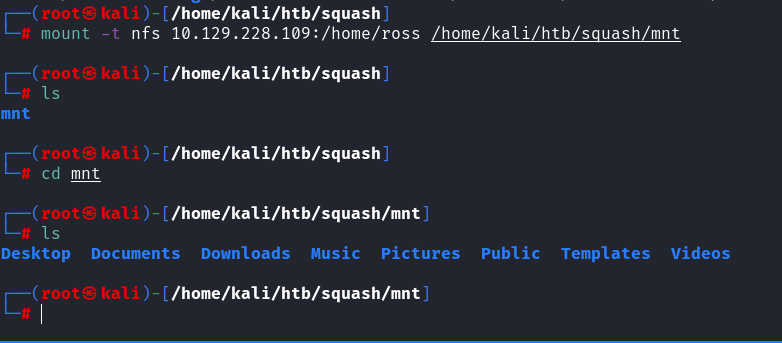 ┌──(root㉿kali)-[/home/kali/htb/squash]
└─# mount -t nfs 10.129.228.109:/home/ross /home/kali/htb/squash/mnt
┌──(root㉿kali)-[/home/kali/htb/squash]
└─# ls
mnt
┌──(root㉿kali)-[/home/kali/htb/squash]
└─# cd mnt
┌──(root㉿kali)-[/home/kali/htb/squash/mnt]
└─# ls
Desktop  Documents  Downloads  Music  Pictures  Public  Templates  Videos
┌──(root㉿kali)-[/home/kali/htb/squash/mnt]
└─#